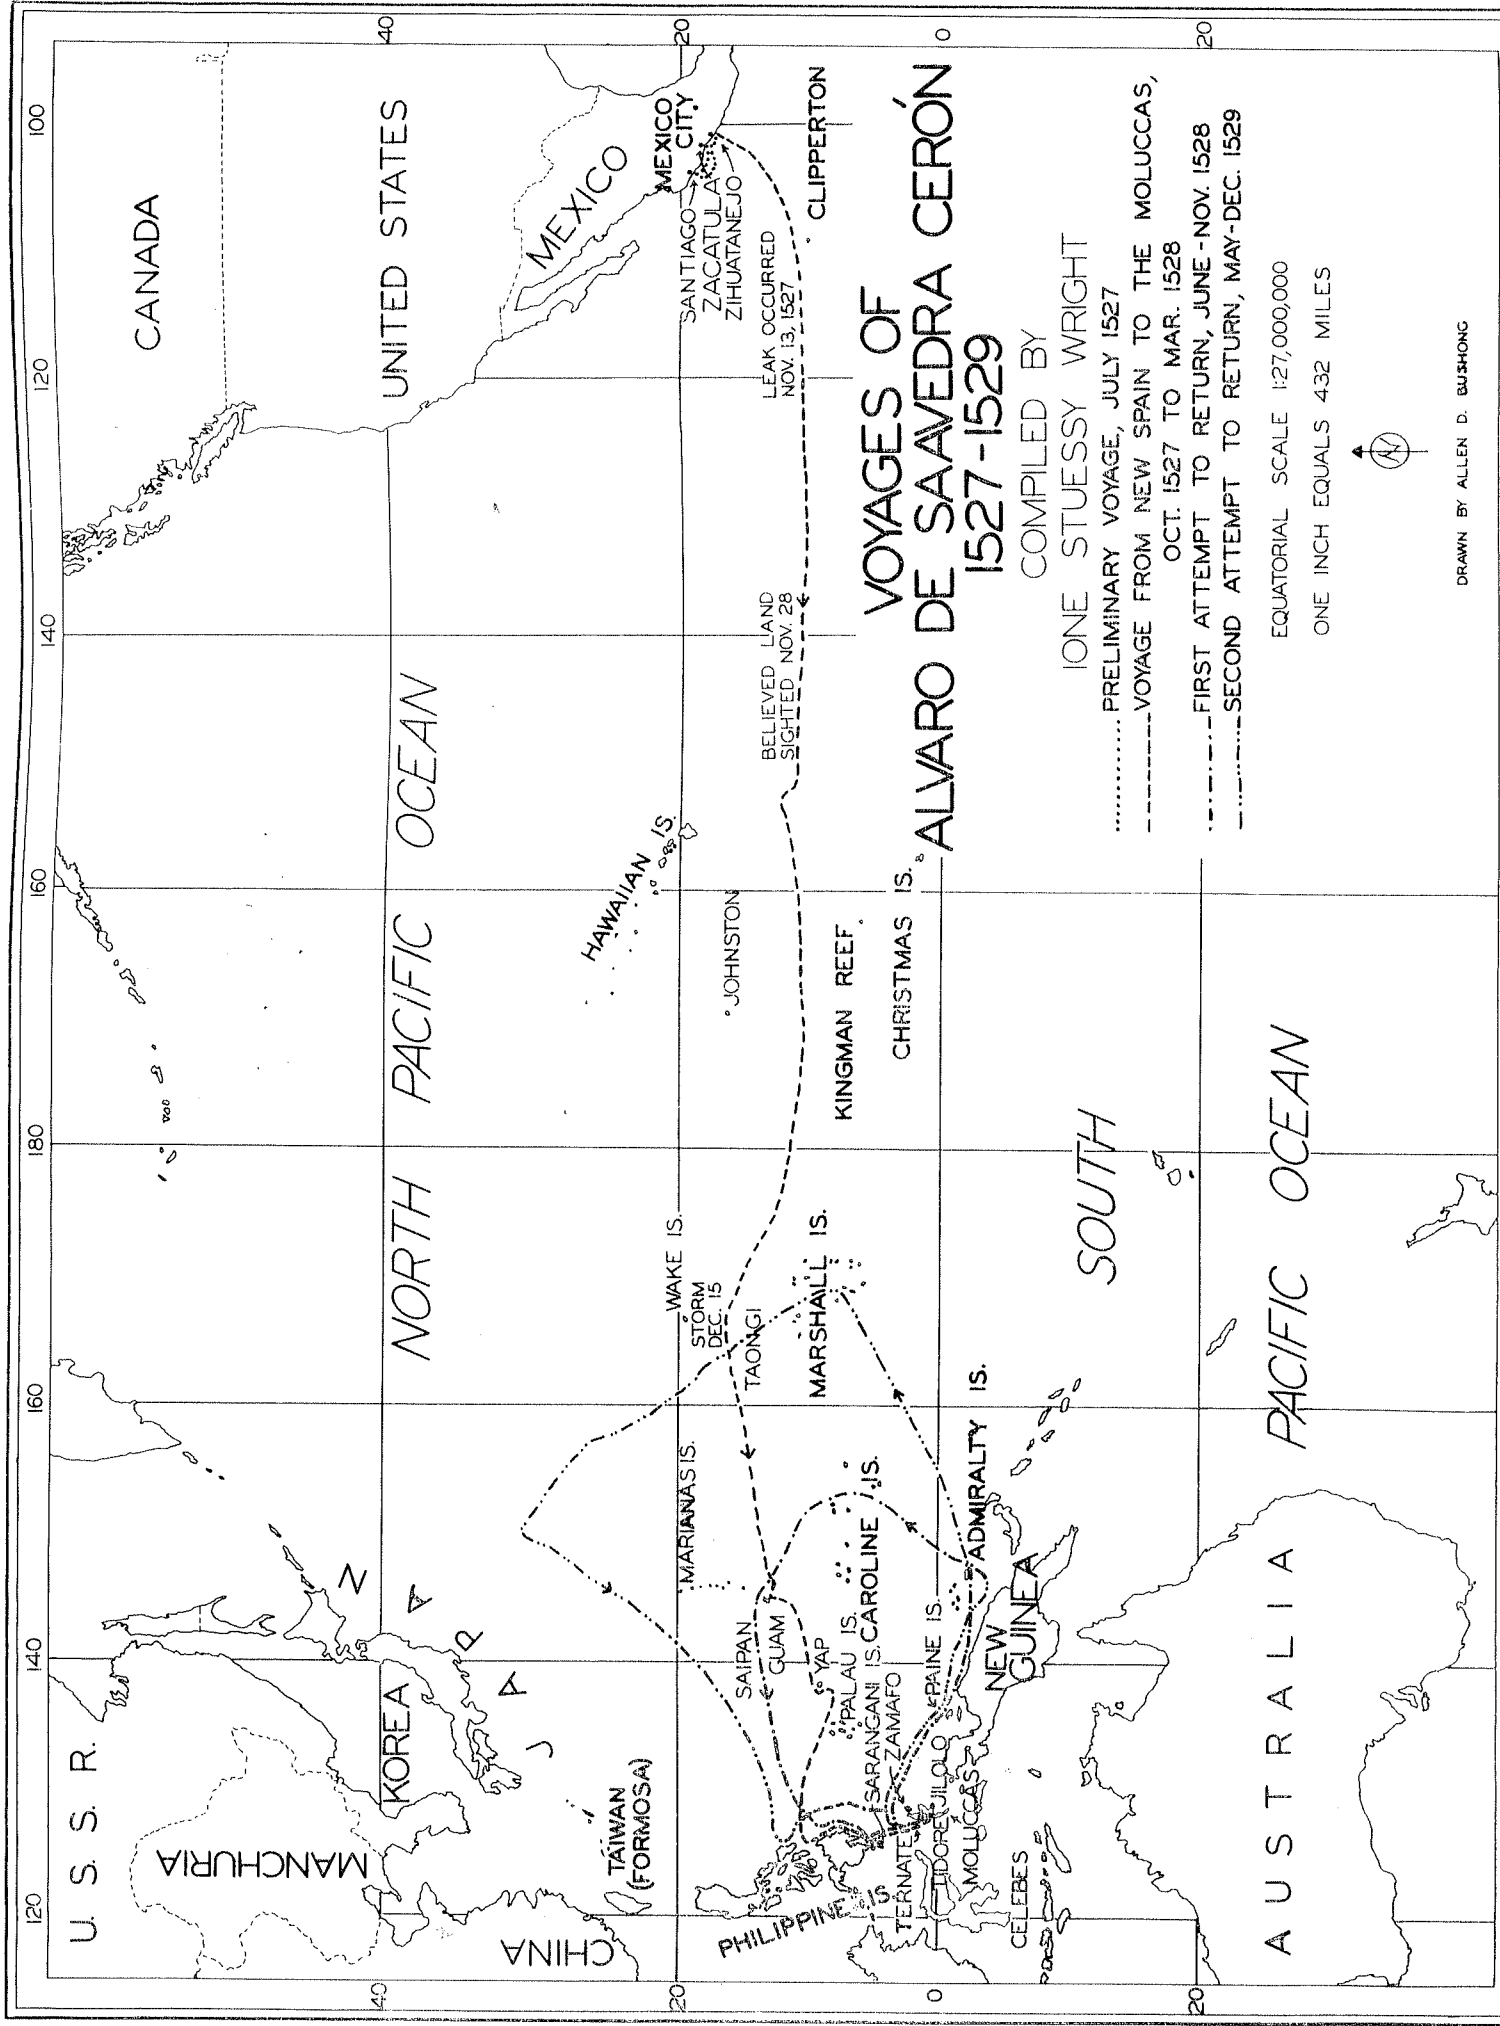 120
140
160
180
160
140
120
100
U. S. S. R.
MANCHURIA
KOREA
CHINA
JAPAN
TAIWAN
(FORMOSA)
CANADA
UNITED STATES
MEXICO
MEXICO
CITY
NORTH PACIFIC OCEAN
HAWAIIAN IS.
JOHNSTON
WAKE IS.
STORM
DEC. 15
TAONGI
MARIANAS IS.
SAIPAN
GUAM
YAP
PALAU IS.
CAROLINE IS.
MARSHALL IS.
KINGMAN REEF
CHRISTMAS IS.
SANTIAGO
ZACATULA
ZIHUATANEJO
LEAK OCCURRED
NOV. 13, 1527
CLIPPERTON
BELIEVED LAND
SIGHTED NOV. 28
PHILIPPINE IS.
SARANGANI IS.
ZAMAFO
TERNATE
TIDORE
JILOLO
MOLUCCAS
CELEBES
PAINE IS.
NEW
GUINEA
ADMIRALTY IS.
SOUTH
PACIFIC OCEAN
AUSTRALIA
40
20
0
20
40
20
0
20
VOYAGES OF
ALVARO DE SAAVEDRA CERÓN
1527-1529
COMPILED BY
IONE STUESSY WRIGHT
PRELIMINARY VOYAGE, JULY 1527
VOYAGE FROM NEW SPAIN TO THE MOLUCCAS,
OCT. 1527 TO MAR. 1528
FIRST ATTEMPT TO RETURN, JUNE-NOV. 1528
SECOND ATTEMPT TO RETURN, MAY-DEC. 1529
EQUATORIAL SCALE 1:27,000,000
ONE INCH EQUALS 432 MILES
N
DRAWN BY ALLEN D. BUSHONG